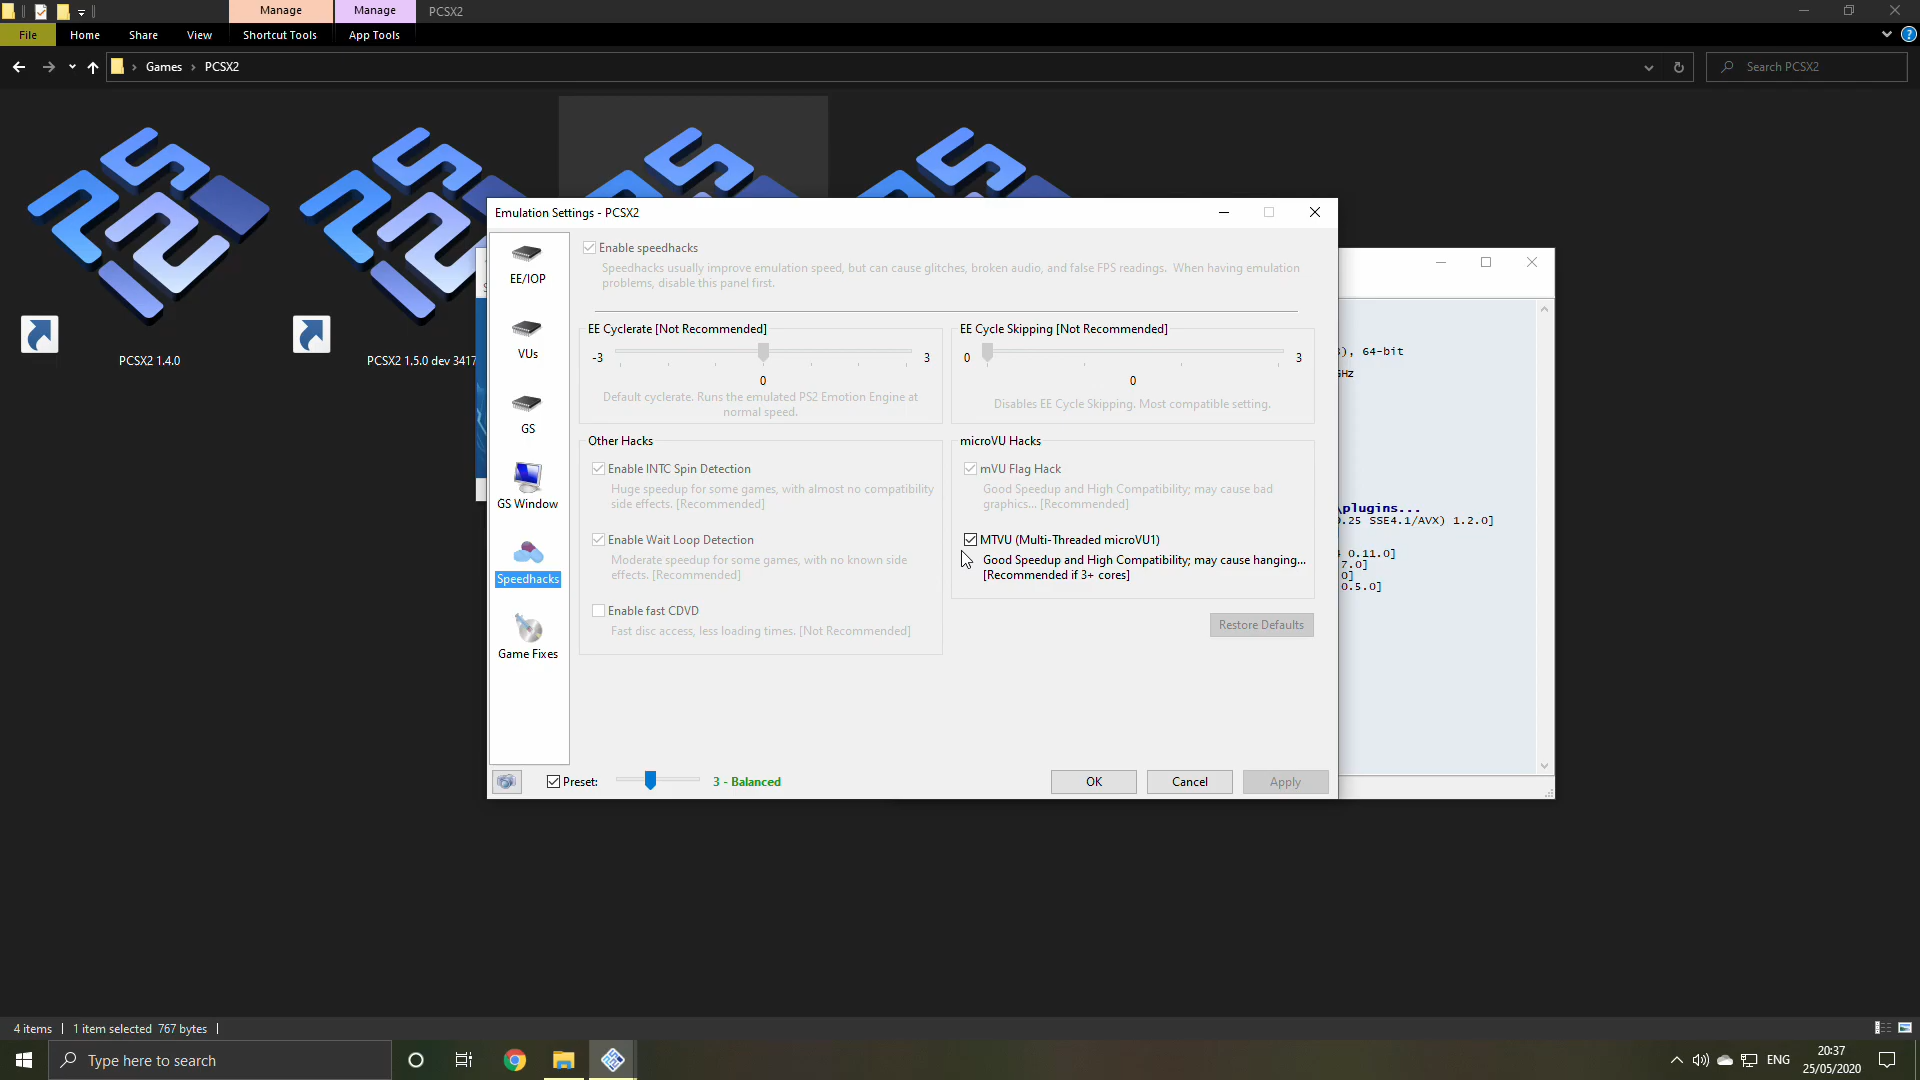 Manage
Manage
PCSX2
File
Home
Share
View
Shortcut Tools
App Tools
Games
PCSX2
Search PCSX2
PCSX2 1.4.0
PCSX2 1.5.0 dev 3417
Emulation Settings - PCSX2
EE/IOP
VUs
GS
GS Window
Speedhacks
Game Fixes
Enable speedhacks
Speedhacks usually improve emulation speed, but can cause glitches, broken audio, and false FPS readings. When having emulation
problems, disable this panel first.
EE Cyclerate [Not Recommended]
-3
3
0
Default cyclerate. Runs the emulated PS2 Emotion Engine at
normal speed.
EE Cycle Skipping [Not Recommended]
0
3
0
Disables EE Cycle Skipping. Most compatible setting.
Other Hacks
Enable INTC Spin Detection
Huge speedup for some games, with almost no compatibility
side effects. [Recommended]
Enable Wait Loop Detection
Moderate speedup for some games, with no known side
effects. [Recommended]
Enable fast CDVD
Fast disc access, less loading times. [Not Recommended]
microVU Hacks
mVU Flag Hack
Good Speedup and High Compatibility; may cause bad
graphics... [Recommended]
MTVU (Multi-Threaded microVU1)
Good Speedup and High Compatibility; may cause hanging...
[Recommended if 3+ cores]
Restore Defaults
Preset:
3 - Balanced
OK
Cancel
Apply
), 64-bit
GHz
\plugins...
.25 SSE4.1/AVX) 1.2.0]
0.11.0]
7.0]
0]
0.5.0]
4 items
1 item selected 767 bytes
Type here to search
ENG
20:37
25/05/2020